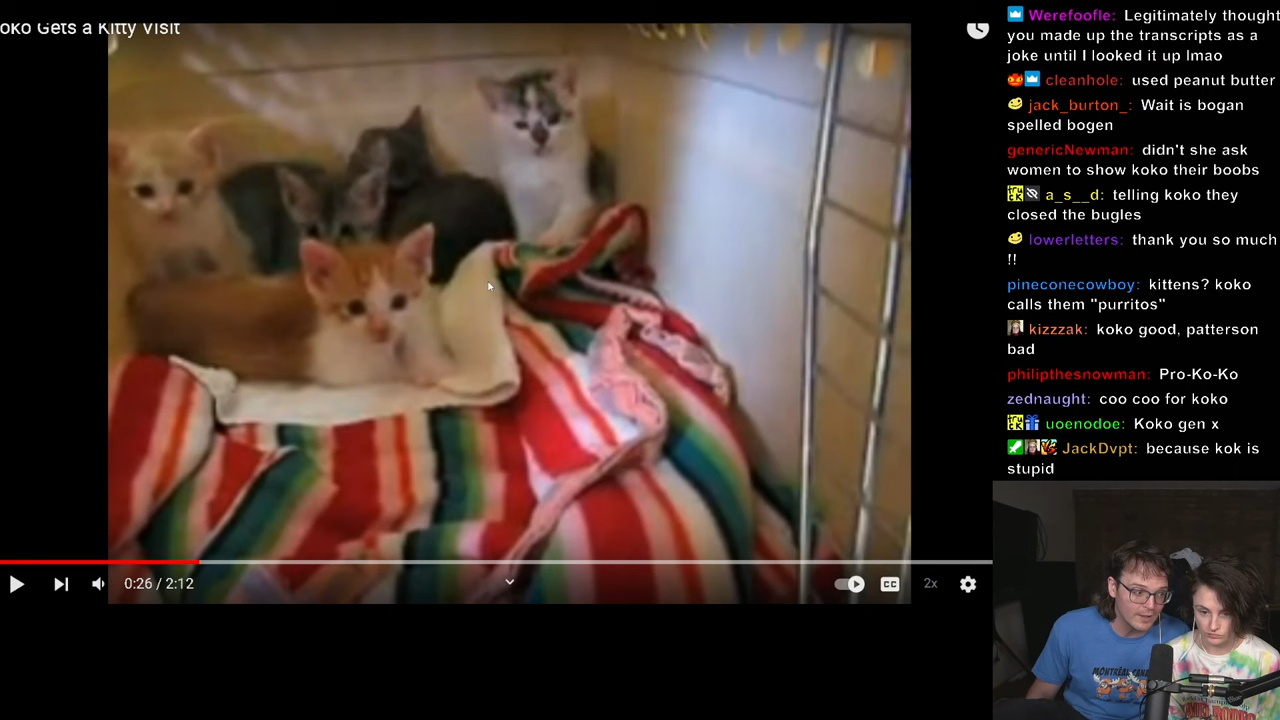 oko Gets a Kitty Visit
0:26 / 2:12
CC
2x
Werefoofle: Legitimately thought
you made up the transcripts as a
joke until I looked it up lmao
cleanhole: used peanut butter
jack_burton_: Wait is bogan
spelled bogen
genericNewman: didn't she ask
women to show koko their boobs
a_s__d: telling koko they
closed the bugles
lowerletters: thank you so much
!!
pineconecowboy: kittens? koko
calls them "purritos"
kizzzak: koko good, patterson
bad
philipthesnowman: Pro-Ko-Ko
zednaught: coo coo for koko
uoenodoe: Koko gen x
JackDvpt: because kok is
stupid
MONTRÉAL